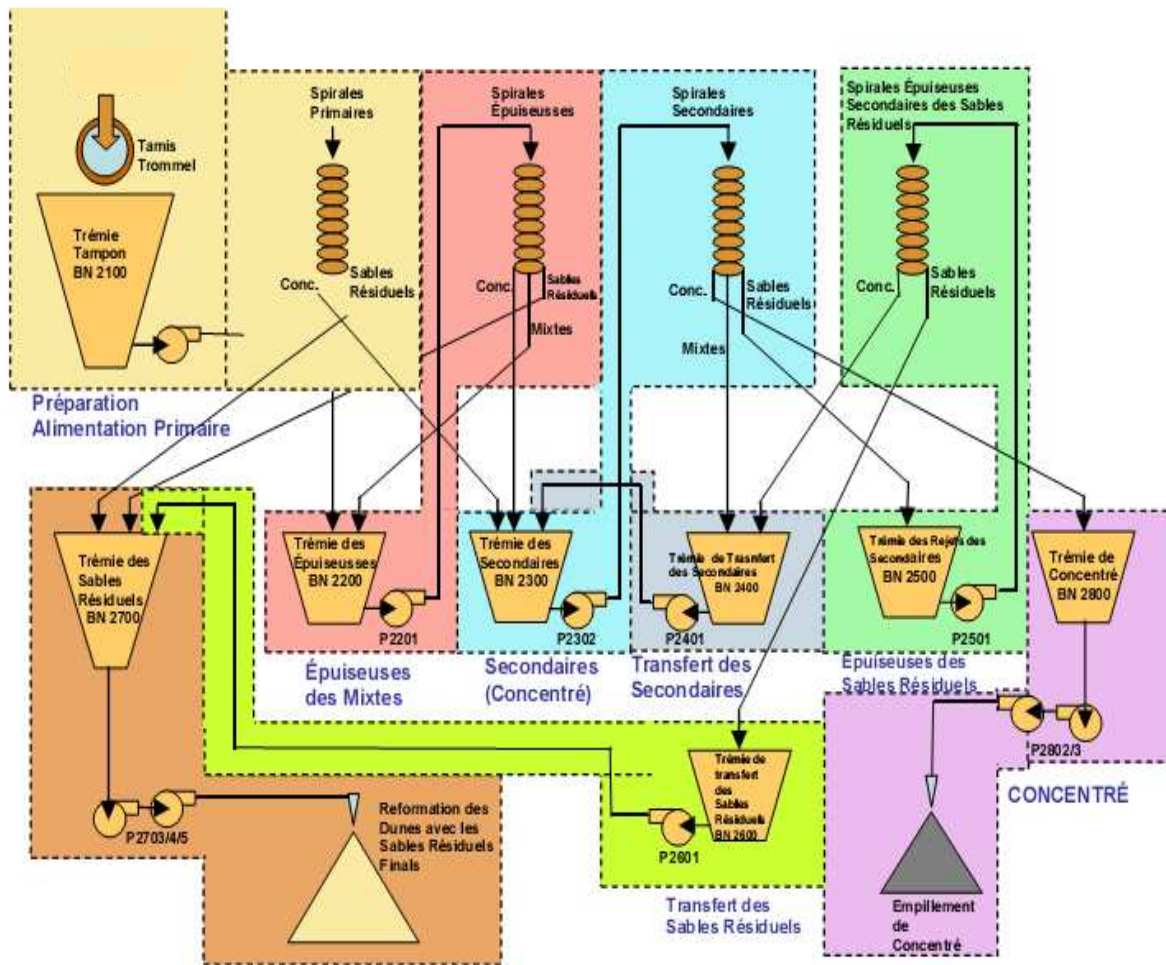 Spirales
Primaires
Spirales
Épuiseusses
Spirales
Secondaires
Spirales Épuiseuses
Secondaires des Sables
Résiduels
Tamis
Trommel
Trémie
Tampon
BN 2100
Conc.
Sables
Résiduels
Conc.
Sables
Résiduels
Mixtes
Conc.
Sables
Résiduels
Mixtes
Conc.
Sables
Résiduels
Préparation
Alimentation Primaire
Trémie des
Sables
Résiduels
BN 2700
Trémie des
Épuiseusses
BN 2200
P2201
Trémie des
Secondaires
BN 2300
P2302
Trémie de Trasnfert
des Secondaires
BN 2400
P2401
Trémie des Rejets des
Secondaires
BN 2500
P2501
Trémie de
Concentré
BN 2800
Épuiseuses
des Mixtes
Secondaires
(Concentré)
Transfert des
Secondaires
Épuiseuses des
Sables Résiduels
P2802/3
CONCENTRÉ
Trémie de
transfert
des
Sables
Résiduels
BN 2600
P2601
P2703/4/5
Reformation des
Dunes avec les
Sables Résiduels
Finals
Transfert des
Sables Résiduels
Empillement
de
Concentré